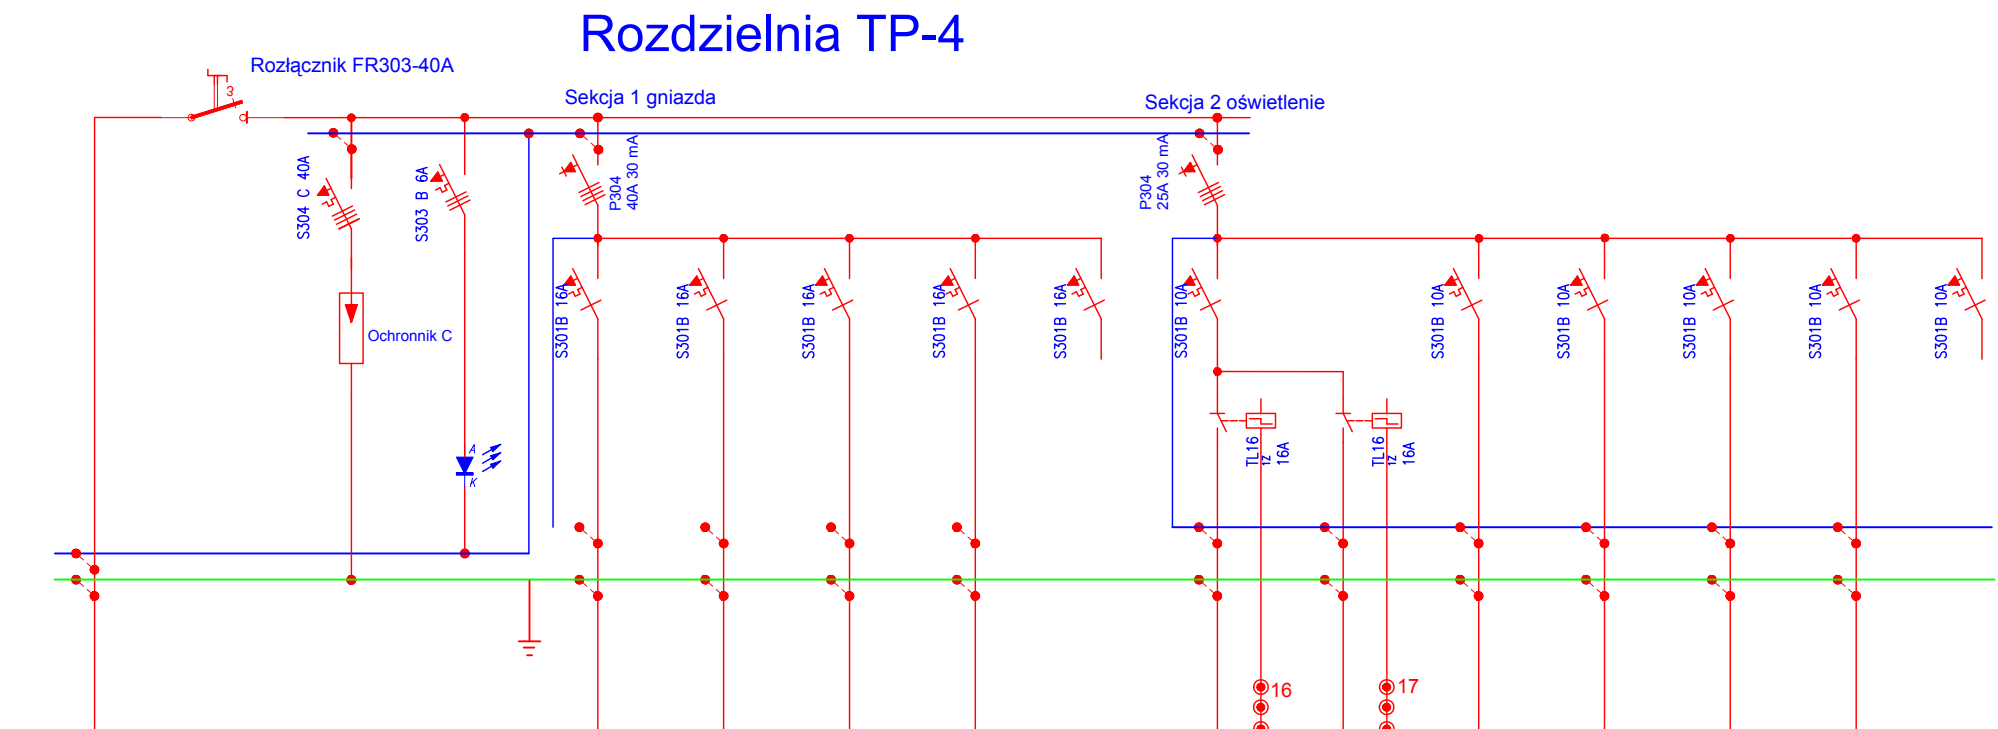 Rozdzielnia TP-4
Rozłącznik FR303-40A
3
Sekcja 1 gniazda
Sekcja 2 oświetlenie
S304 C 40A
S303 B 6A
P304
40A 30 mA
P304
25A 30 mA
S301B 16A
S301B 16A
S301B 16A
S301B 16A
S301B 16A
S301B 10A
S301B 10A
S301B 10A
S301B 10A
S301B 10A
S301B 10A
Ochronnik C
A
K
TL16
1Z
16A
TL16
1Z
16A
16
17